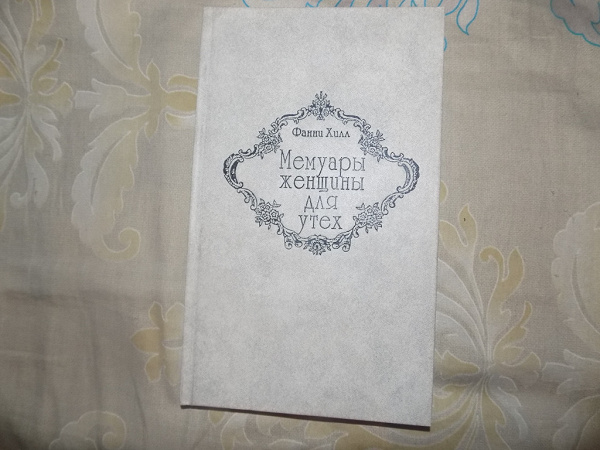 Фанни Хилл
Мемуары
женщины
для
утех